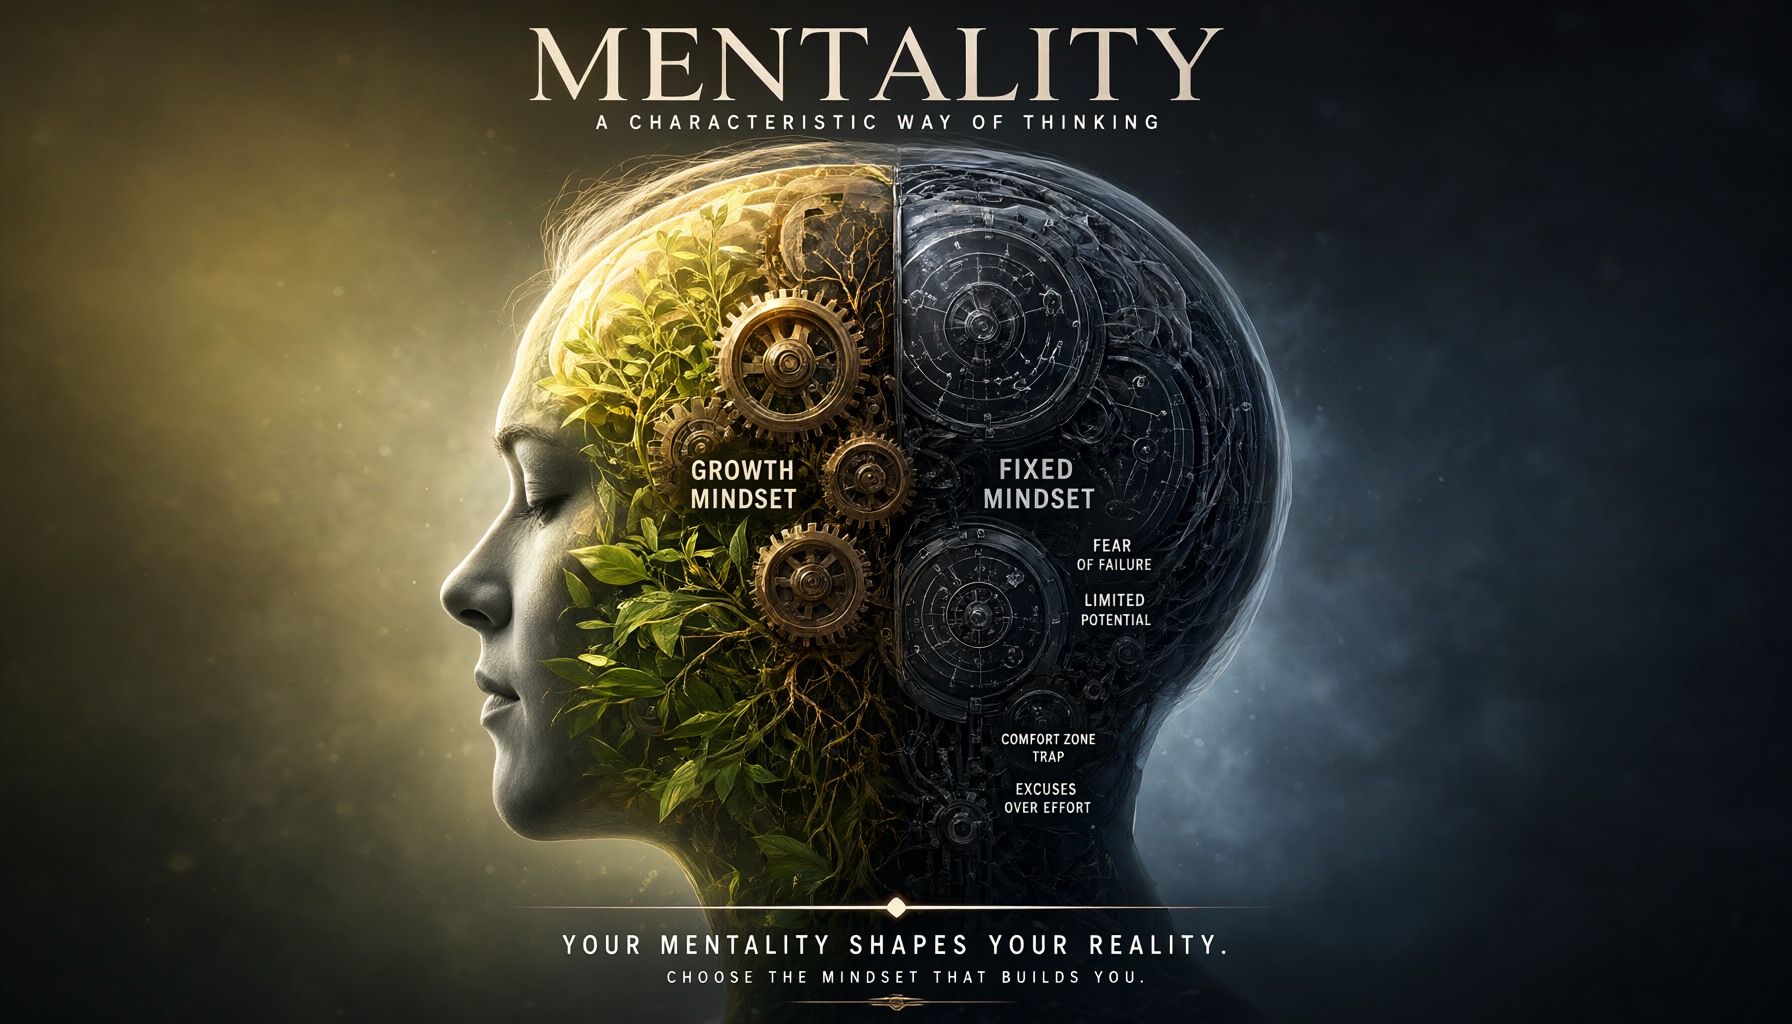 MENTALITY
A CHARACTERISTIC WAY OF THINKING
GROWTH
MINDSET
FIXED
MINDSET
FEAR
OF FAILURE
LIMITED
POTENTIAL
COMFORT ZONE
TRAP
EXCUSES
OVER EFFORT
YOUR MENTALITY SHAPES YOUR REALITY.
CHOOSE THE MINDSET THAT BUILDS YOU.